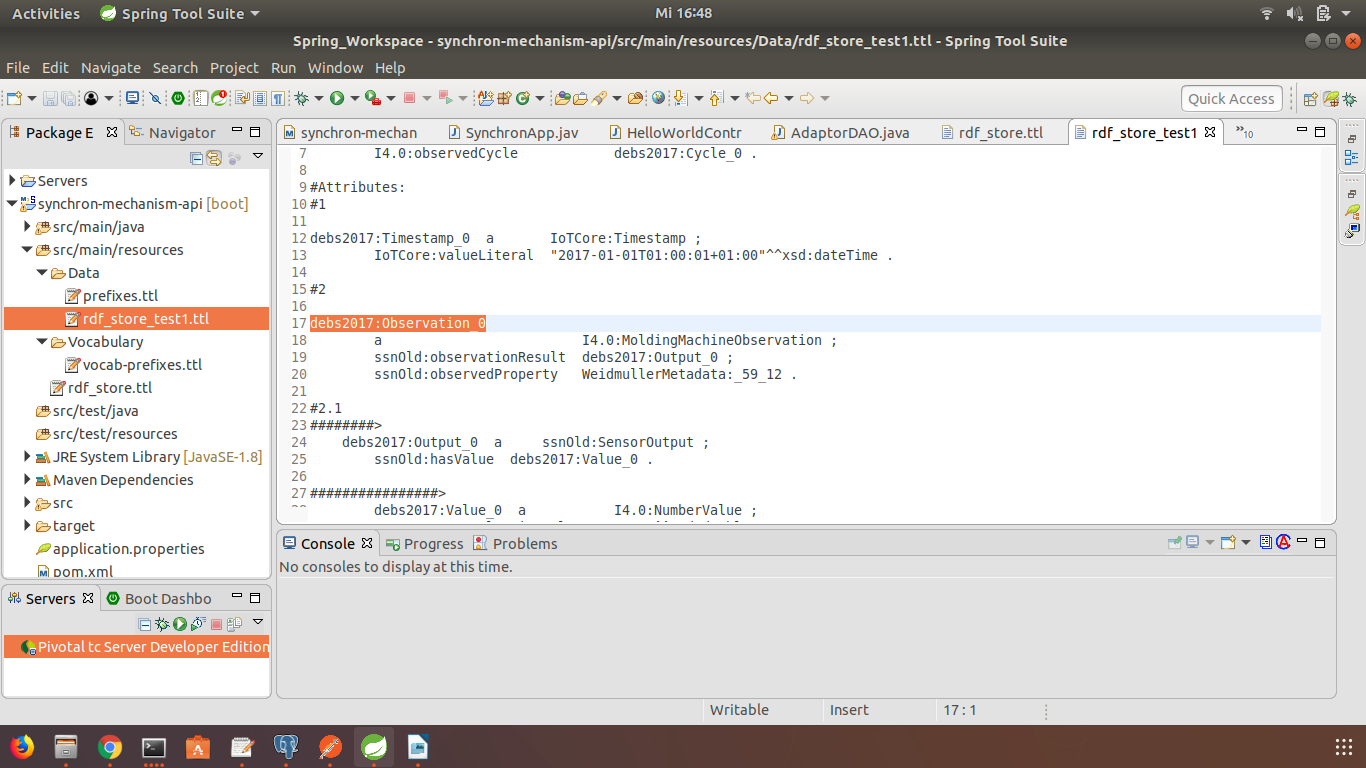 Activities Spring Tool Suite Mi 16:48
Spring_Workspace - synchron-mechanism-api/src/main/resources/Data/rdf_store_test1.ttl - Spring Tool Suite
File Edit Navigate Search Project Run Window Help
Quick Access
Package E Navigator
Servers
synchron-mechanism-api [boot]
src/main/java
src/main/resources
Data
prefixes.ttl
rdf_store_test1.ttl
Vocabulary
vocab-prefixes.ttl
rdf_store.ttl
src/test/java
src/test/resources
JRE System Library [JavaSE-1.8]
Maven Dependencies
src
target
application.properties
pom.xml
Servers Boot Dashbo
Pivotal tc Server Developer Edition
synchron-mechan SynchronApp.jav HelloWorldContr AdaptorDAO.java rdf_store.ttl rdf_store_test1 »10
7 I4.0:observedCycle debs2017:Cycle_0 .
8
9 #Attributes:
10 #1
11
12 debs2017:Timestamp_0 a IoTCore:Timestamp ;
13 IoTCore:valueLiteral "2017-01-01T01:00:01+01:00"^^xsd:dateTime .
14
15 #2
16
17 debs2017:Observation_0
18 a I4.0:MoldingMachineObservation ;
19 ssnOld:observationResult debs2017:Output_0 ;
20 ssnOld:observedProperty WeidmullerMetadata:_59_12 .
21
22 #2.1
23 ########>
24 debs2017:Output_0 a ssnOld:SensorOutput ;
25 ssnOld:hasValue debs2017:Value_0 .
26
27 ################>
debs2017:Value_0 a I4.0:NumberValue ;
Console Progress Problems
No consoles to display at this time.
Writable Insert 17 : 1